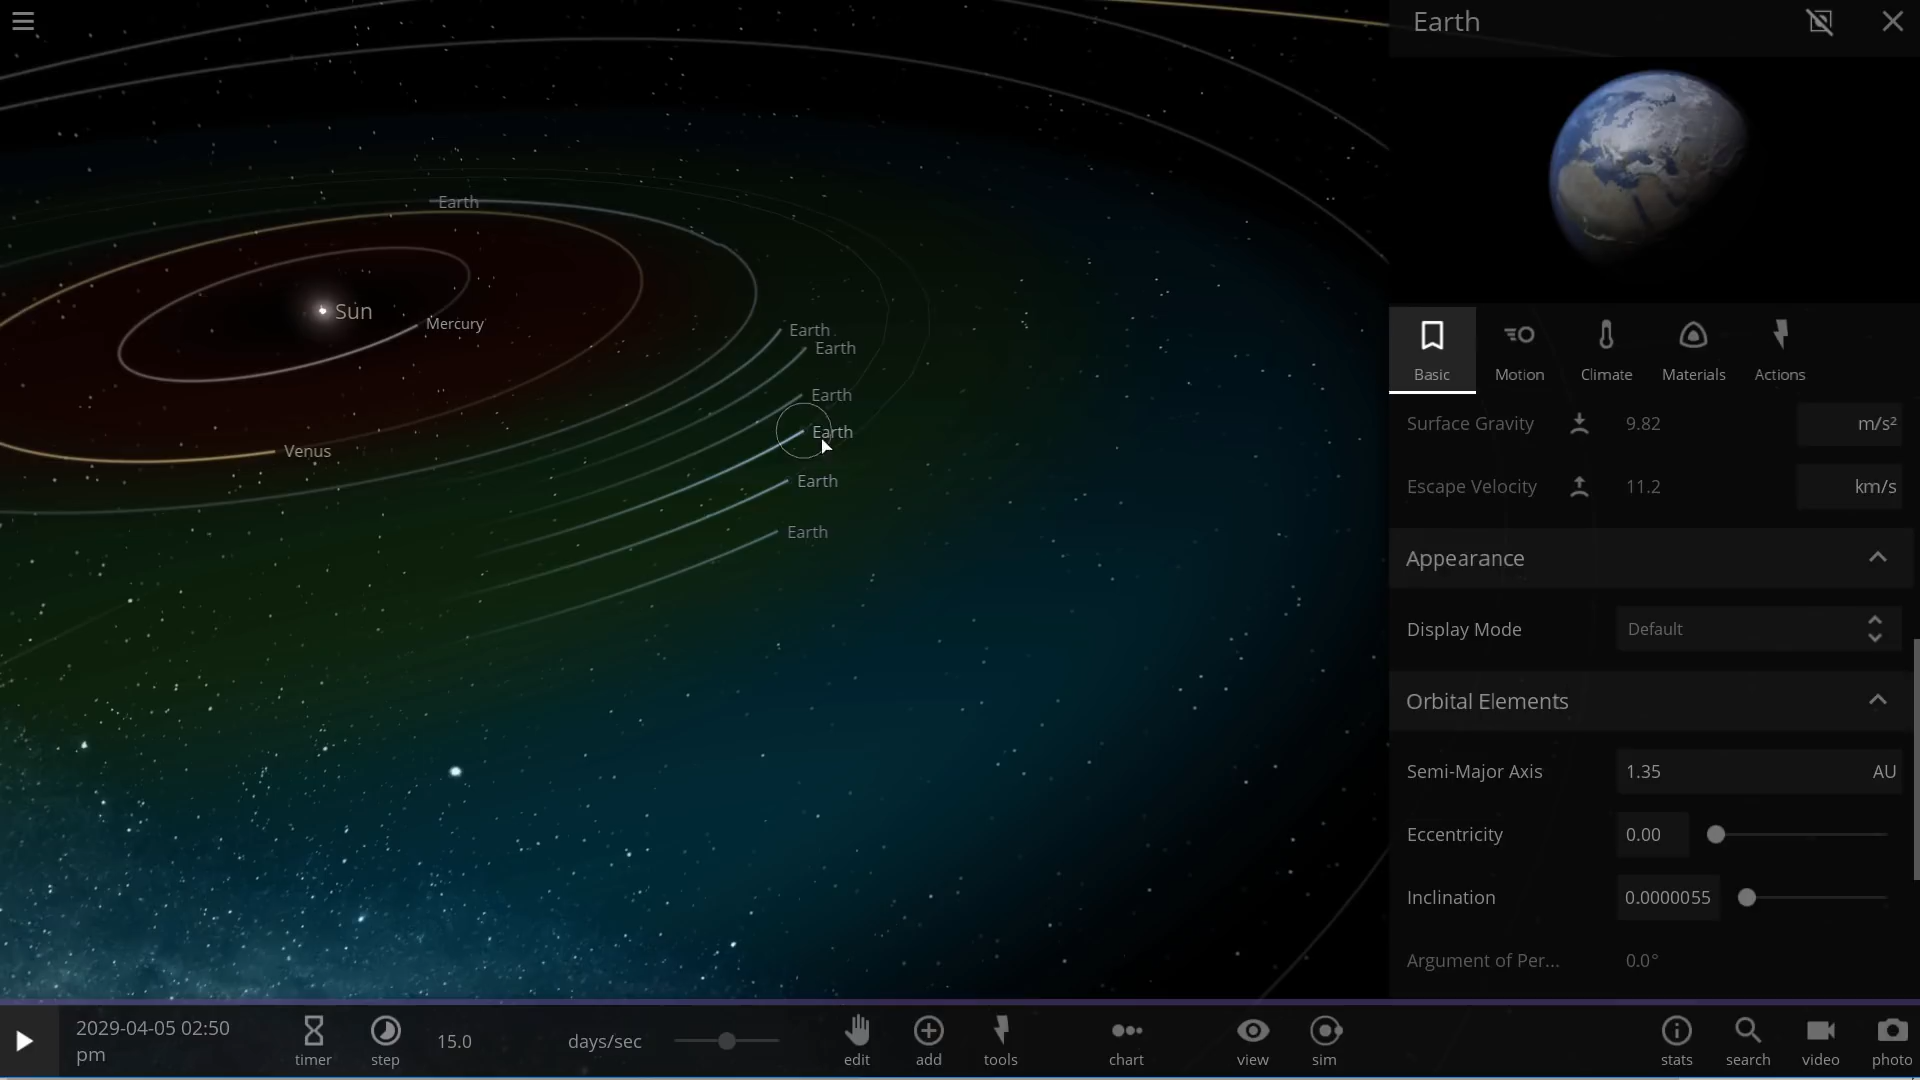 Earth
Sun
Mercury
Venus
Earth
Earth
Earth
Earth
Earth
Earth
Earth
Basic
Motion
Climate
Materials
Actions
Surface Gravity 9.82 m/s²
Escape Velocity 11.2 km/s
Appearance
Display Mode Default
Orbital Elements
Semi-Major Axis 1.35 AU
Eccentricity 0.00
Inclination 0.0000055
Argument of Per... 0.0°
2029-04-05 02:50
pm
timer
step
15.0 days/sec
edit
add
tools
chart
view
sim
stats
search
video
photo